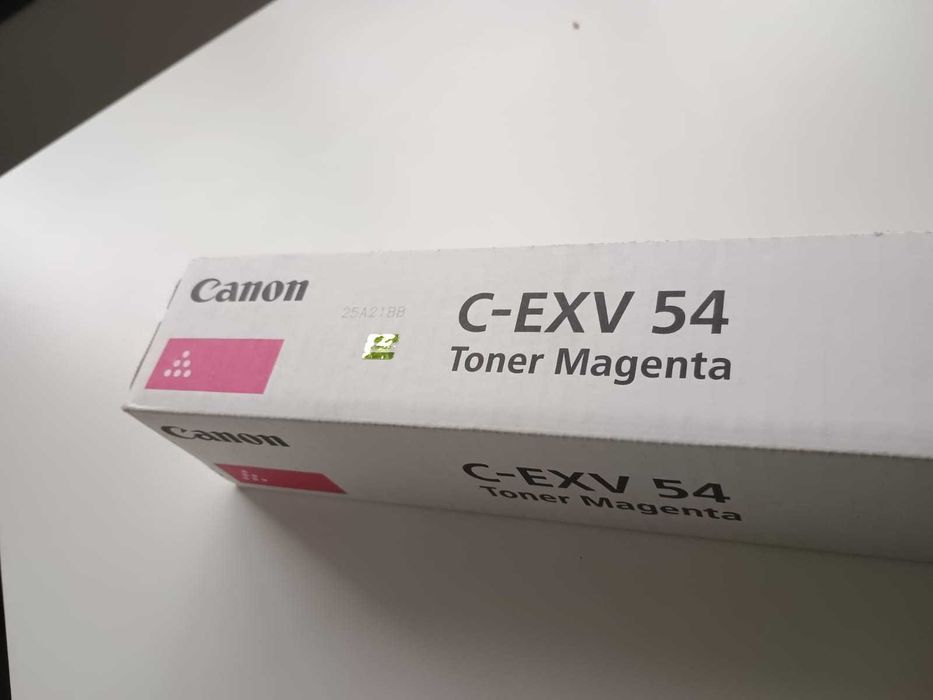 Canon
25A21BB
C-EXV 54
Toner Magenta
Canon
C-EXV 54
Toner Magenta